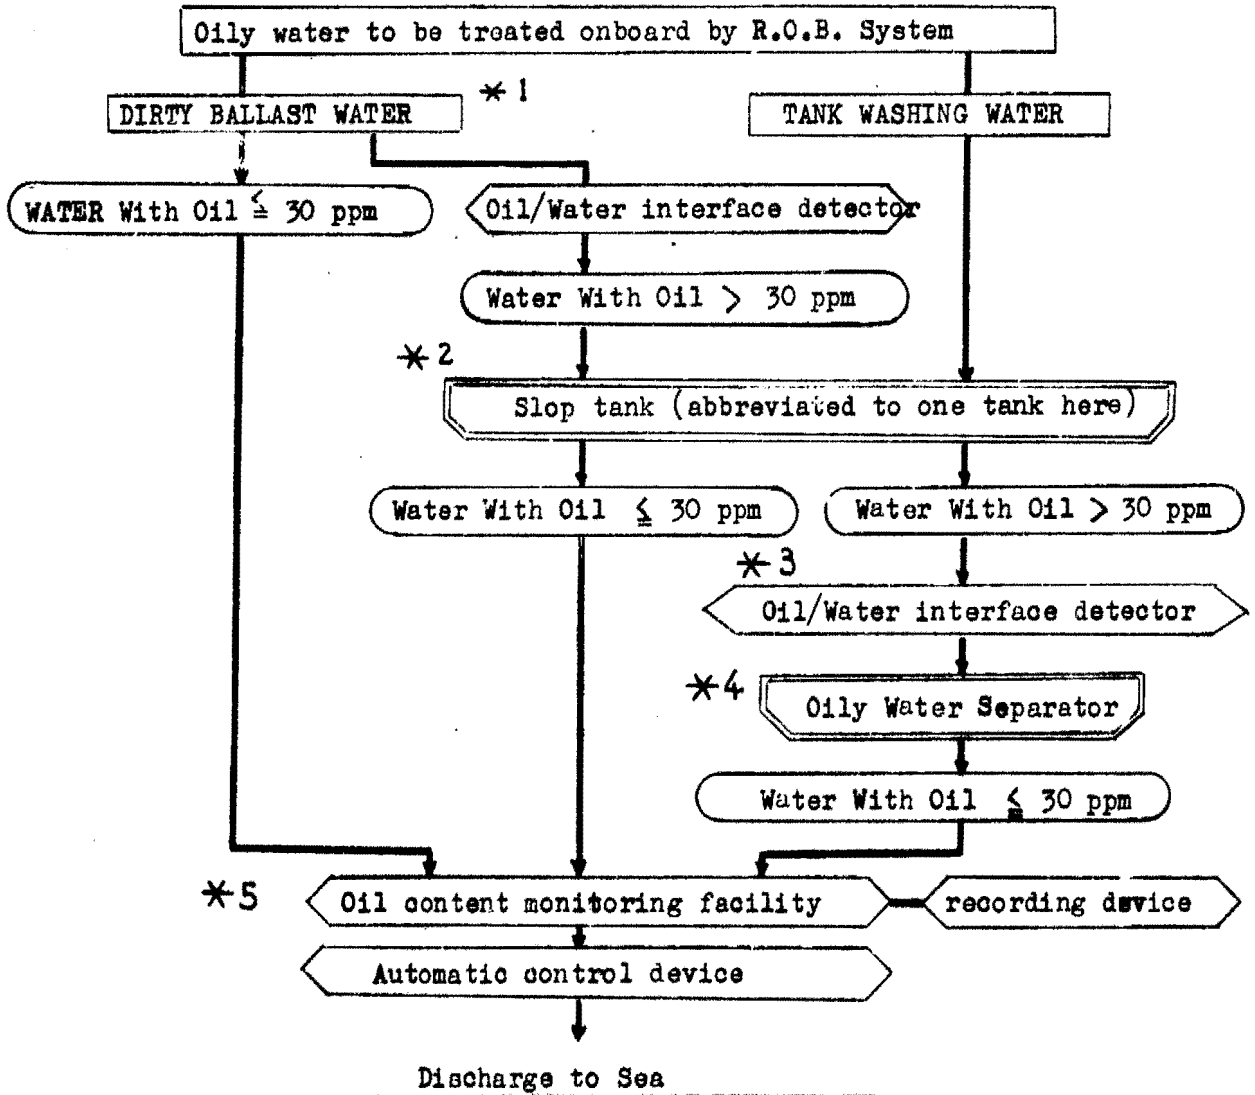 Oily water to be treated onboard by R.O.B. System
* 1
DIRTY BALLAST WATER
TANK WASHING WATER
WATER With Oil ≦ 30 ppm
Oil/Water interface detector
Water With Oil > 30 ppm
* 2
Slop tank (abbreviated to one tank here)
Water With Oil ≦ 30 ppm
Water With Oil > 30 ppm
* 3
Oil/Water interface detector
* 4
Oily Water Separator
Water With Oil ≦ 30 ppm
* 5
Oil content monitoring facility
recording device
Automatic control device
Discharge to Sea